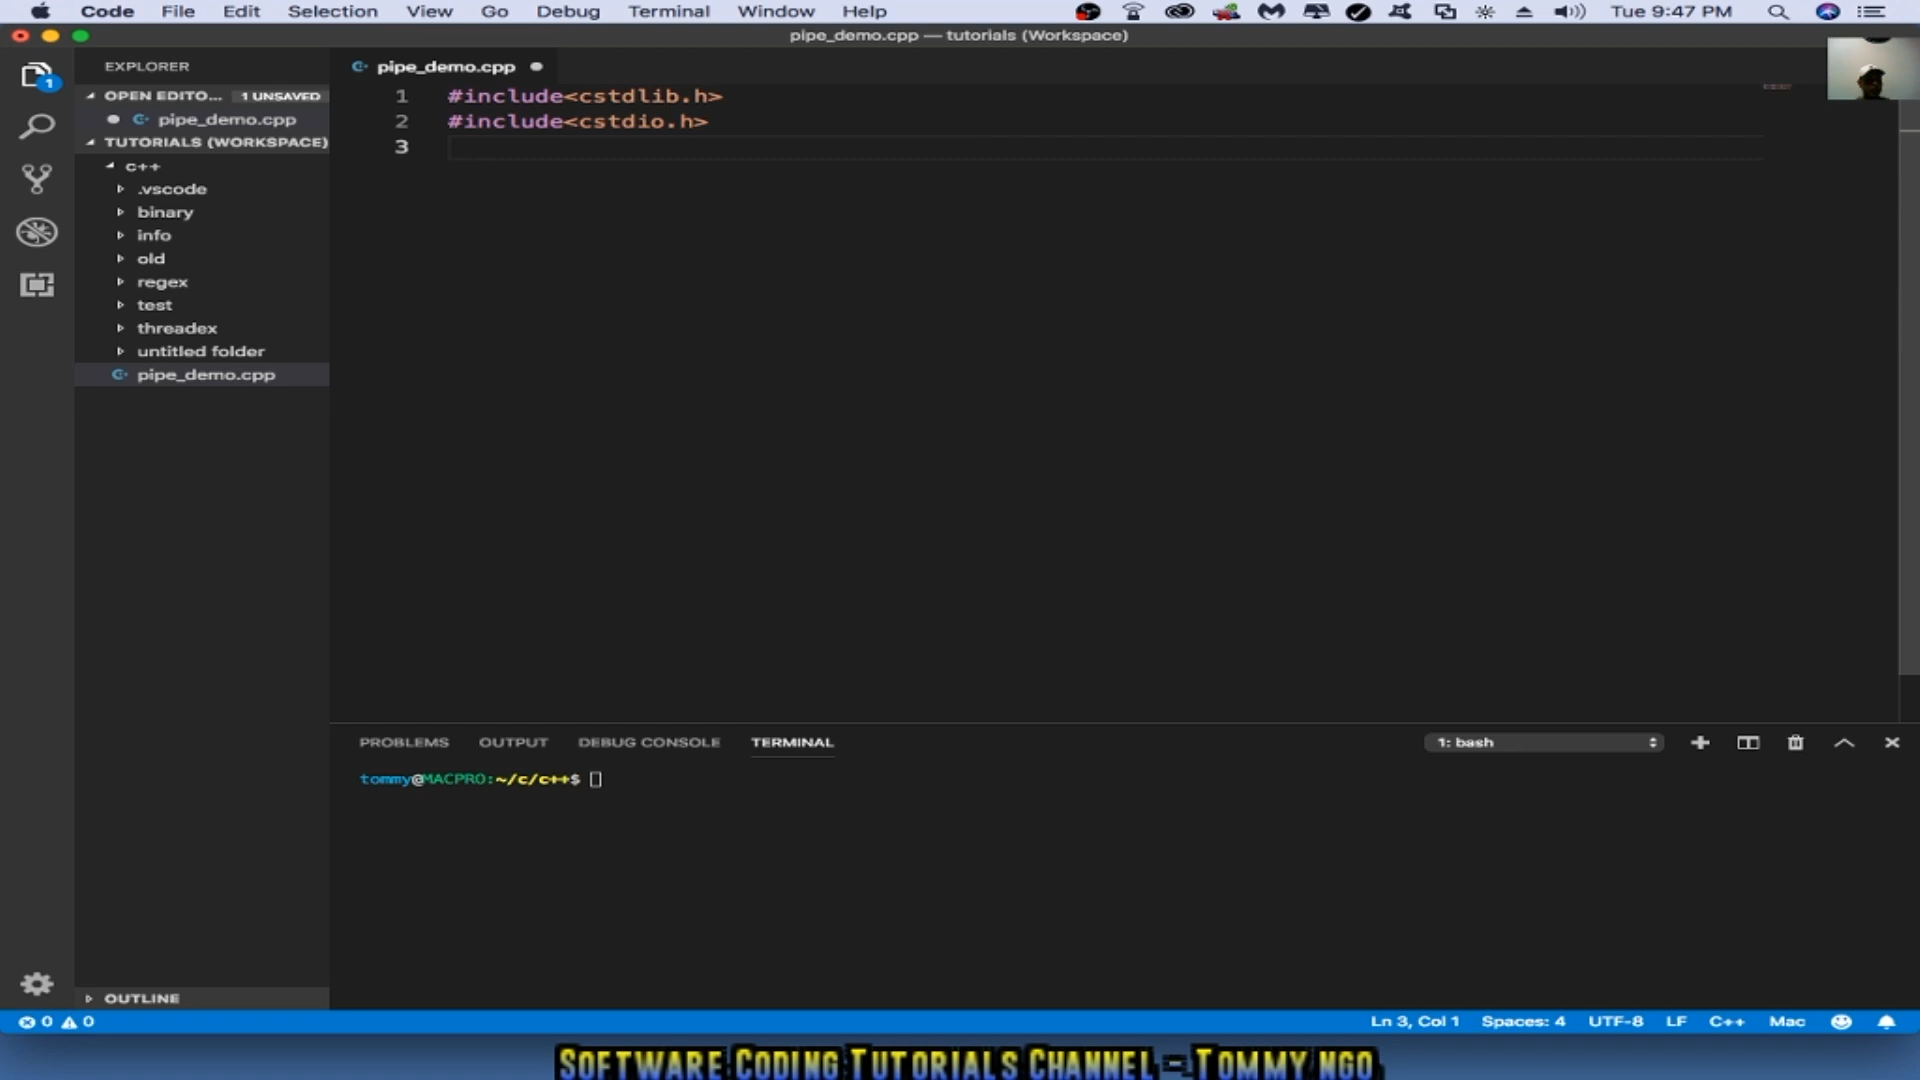 Code File Edit Selection View Go Debug Terminal Window Help Tue 9:47 PM
pipe_demo.cpp — tutorials (Workspace)
EXPLORER
OPEN EDITO... 1 UNSAVED
pipe_demo.cpp
TUTORIALS (WORKSPACE)
c++
.vscode
binary
info
old
regex
test
threadex
untitled folder
pipe_demo.cpp
OUTLINE
1
pipe_demo.cpp
1 #include<cstdlib.h>
2 #include<cstdio.h>
3
PROBLEMS OUTPUT DEBUG CONSOLE TERMINAL 1: bash
tommy@MACPRO:~/c/c++$
0 0 Ln 3, Col 1 Spaces: 4 UTF-8 LF C++ Mac
Software Coding Tutorials Channel - Tommy ngo